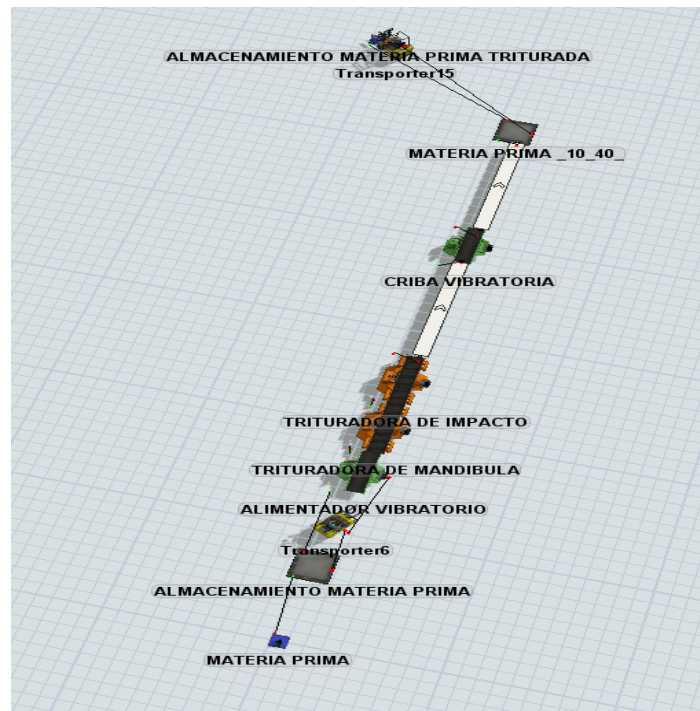 ALMACENAMIENTO MATERIA PRIMA TRITURADA
Transporter15
MATERIA PRIMA _10_40_
CRIBA VIBRATORIA
TRITURADORA DE IMPACTO
TRITURADORA DE MANDIBULA
ALIMENTADOR VIBRATORIO
Transporter6
ALMACENAMIENTO MATERIA PRIMA
MATERIA PRIMA